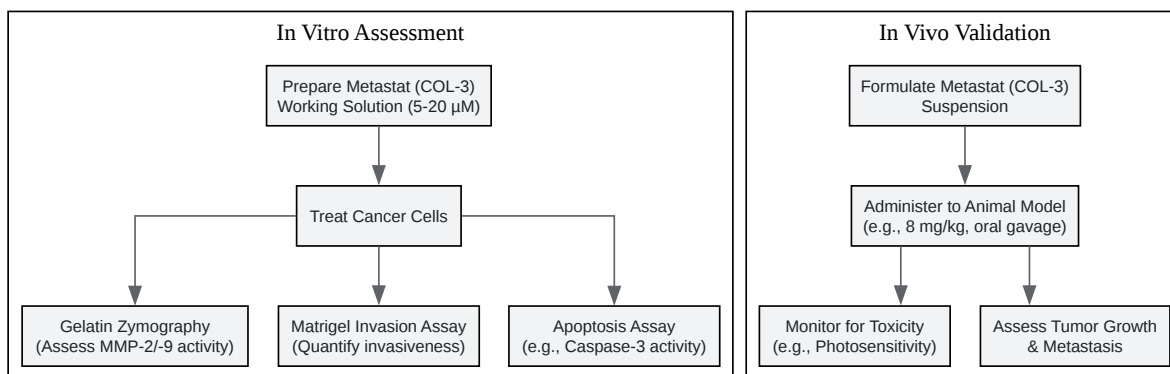 In Vitro Assessment
Prepare Metastat (COL-3)
Working Solution (5-20 µM)
Treat Cancer Cells
Gelatin Zymography
(Assess MMP-2/-9 activity)
Matrigel Invasion Assay
(Quantify invasiveness)
Apoptosis Assay
(e.g., Caspase-3 activity)
In Vivo Validation
Formulate Metastat (COL-3)
Suspension
Administer to Animal Model
(e.g., 8 mg/kg, oral gavage)
Monitor for Toxicity
(e.g., Photosensitivity)
Assess Tumor Growth
& Metastasis